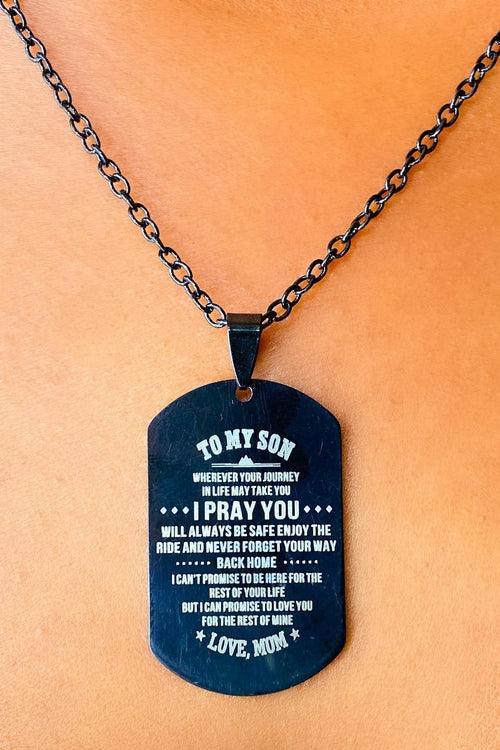 TO MY SON
WHEREVER YOUR JOURNEY
IN LIFE MAY TAKE YOU
I PRAY YOU
WILL ALWAYS BE SAFE ENJOY THE
RIDE AND NEVER FORGET YOUR WAY
BACK HOME
I CAN'T PROMISE TO BE HERE FOR THE
REST OF YOUR LIFE
BUT I CAN PROMISE TO LOVE YOU
FOR THE REST OF MINE
LOVE, MOM